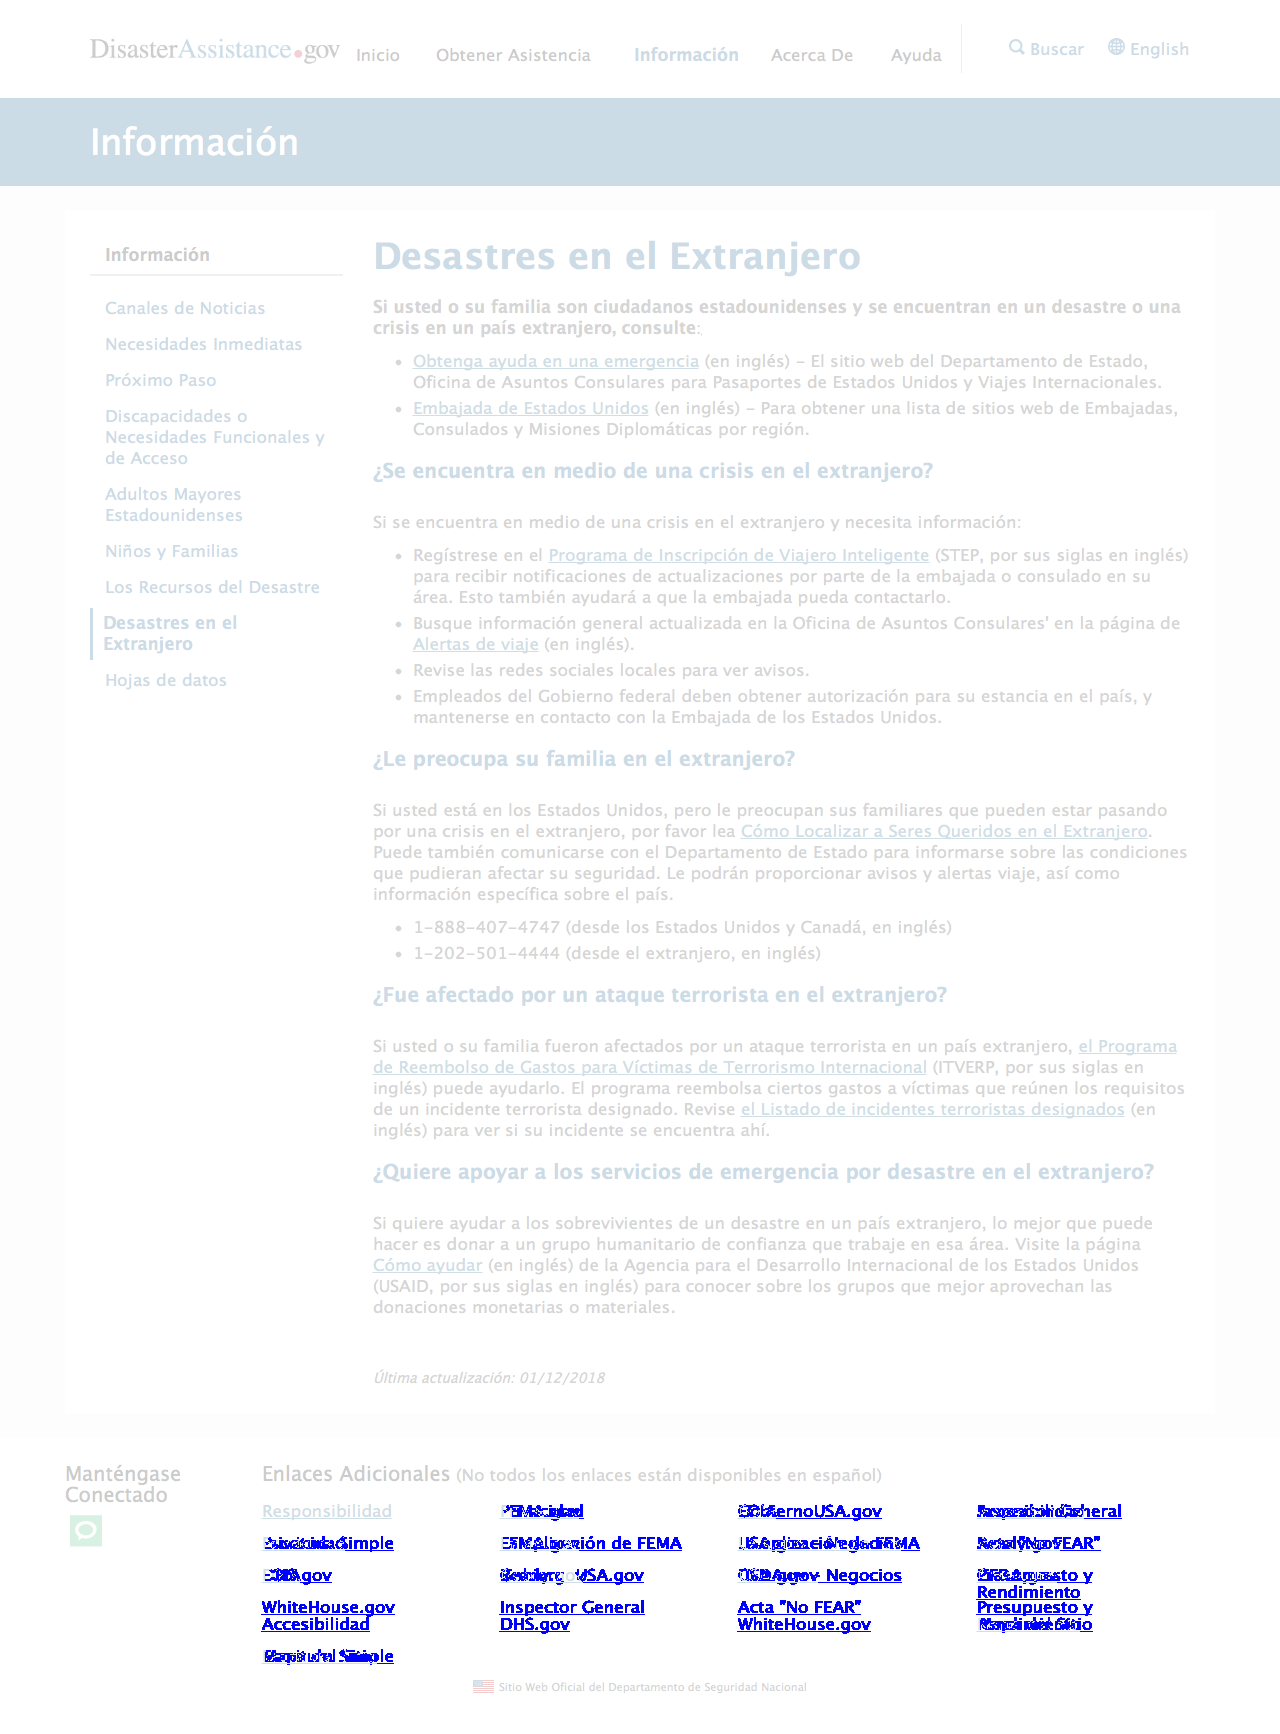 DisasterAssistance.gov
Inicio Obtener Asistencia Información Acerca De Ayuda Buscar English
Información
Información
Canales de Noticias
Necesidades Inmediatas
Próximo Paso
Discapacidades o
Necesidades Funcionales y
de Acceso
Adultos Mayores
Estadounidenses
Niños y Familias
Los Recursos del Desastre
Desastres en el
Extranjero
Hojas de datos
Desastres en el Extranjero
Si usted o su familia son ciudadanos estadounidenses y se encuentran en un desastre o una
crisis en un país extranjero, consulte:
• Obtenga ayuda en una emergencia (en inglés) – El sitio web del Departamento de Estado,
Oficina de Asuntos Consulares para Pasaportes de Estados Unidos y Viajes Internacionales.
• Embajada de Estados Unidos (en inglés) – Para obtener una lista de sitios web de Embajadas,
Consulados y Misiones Diplomáticas por región.
¿Se encuentra en medio de una crisis en el extranjero?
Si se encuentra en medio de una crisis en el extranjero y necesita información:
• Regístrese en el Programa de Inscripción de Viajero Inteligente (STEP, por sus siglas en inglés)
para recibir notificaciones de actualizaciones por parte de la embajada o consulado en su
área. Esto también ayudará a que la embajada pueda contactarlo.
• Busque información general actualizada en la Oficina de Asuntos Consulares' en la página de
Alertas de viaje (en inglés).
• Revise las redes sociales locales para ver avisos.
• Empleados del Gobierno federal deben obtener autorización para su estancia en el país, y
mantenerse en contacto con la Embajada de los Estados Unidos.
¿Le preocupa su familia en el extranjero?
Si usted está en los Estados Unidos, pero le preocupan sus familiares que pueden estar pasando
por una crisis en el extranjero, por favor lea Cómo Localizar a Seres Queridos en el Extranjero.
Puede también comunicarse con el Departamento de Estado para informarse sobre las condiciones
que pudieran afectar su seguridad. Le podrán proporcionar avisos y alertas viaje, así como
información específica sobre el país.
• 1-888-407-4747 (desde los Estados Unidos y Canadá, en inglés)
• 1-202-501-4444 (desde el extranjero, en inglés)
¿Fue afectado por un ataque terrorista en el extranjero?
Si usted o su familia fueron afectados por un ataque terrorista en un país extranjero, el Programa
de Reembolso de Gastos para Víctimas de Terrorismo Internacional (ITVERP, por sus siglas en
inglés) puede ayudarlo. El programa reembolsa ciertos gastos a víctimas que reúnen los requisitos
de un incidente terrorista designado. Revise el Listado de incidentes terroristas designados (en
inglés) para ver si su incidente se encuentra ahí.
¿Quiere apoyar a los servicios de emergencia por desastre en el extranjero?
Si quiere ayudar a los sobrevivientes de un desastre en un país extranjero, lo mejor que puede
hacer es donar a un grupo humanitario de confianza que trabaje en esa área. Visite la página
Cómo ayudar (en inglés) de la Agencia para el Desarrollo Internacional de los Estados Unidos
(USAID, por sus siglas en inglés) para conocer sobre los grupos que mejor aprovechan las
donaciones monetarias o materiales.
Última actualización: 01/12/2018
Manténgase
Conectado
Enlaces Adicionales (No todos los enlaces están disponibles en español)
Responsibilidad
de FEMA
Negocios
Rendimiento
WhiteHouse.gov Inspector General Acta "No FEAR" Presupuesto y
Accesibilidad DHS.gov WhiteHouse.gov
Sitio Web Oficial del Departamento de Seguridad Nacional